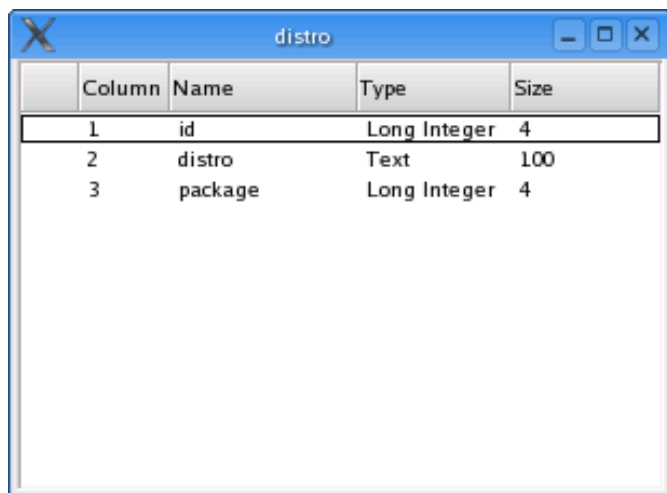 distro
Column Name Type Size
1 id Long Integer 4
2 distro Text 100
3 package Long Integer 4